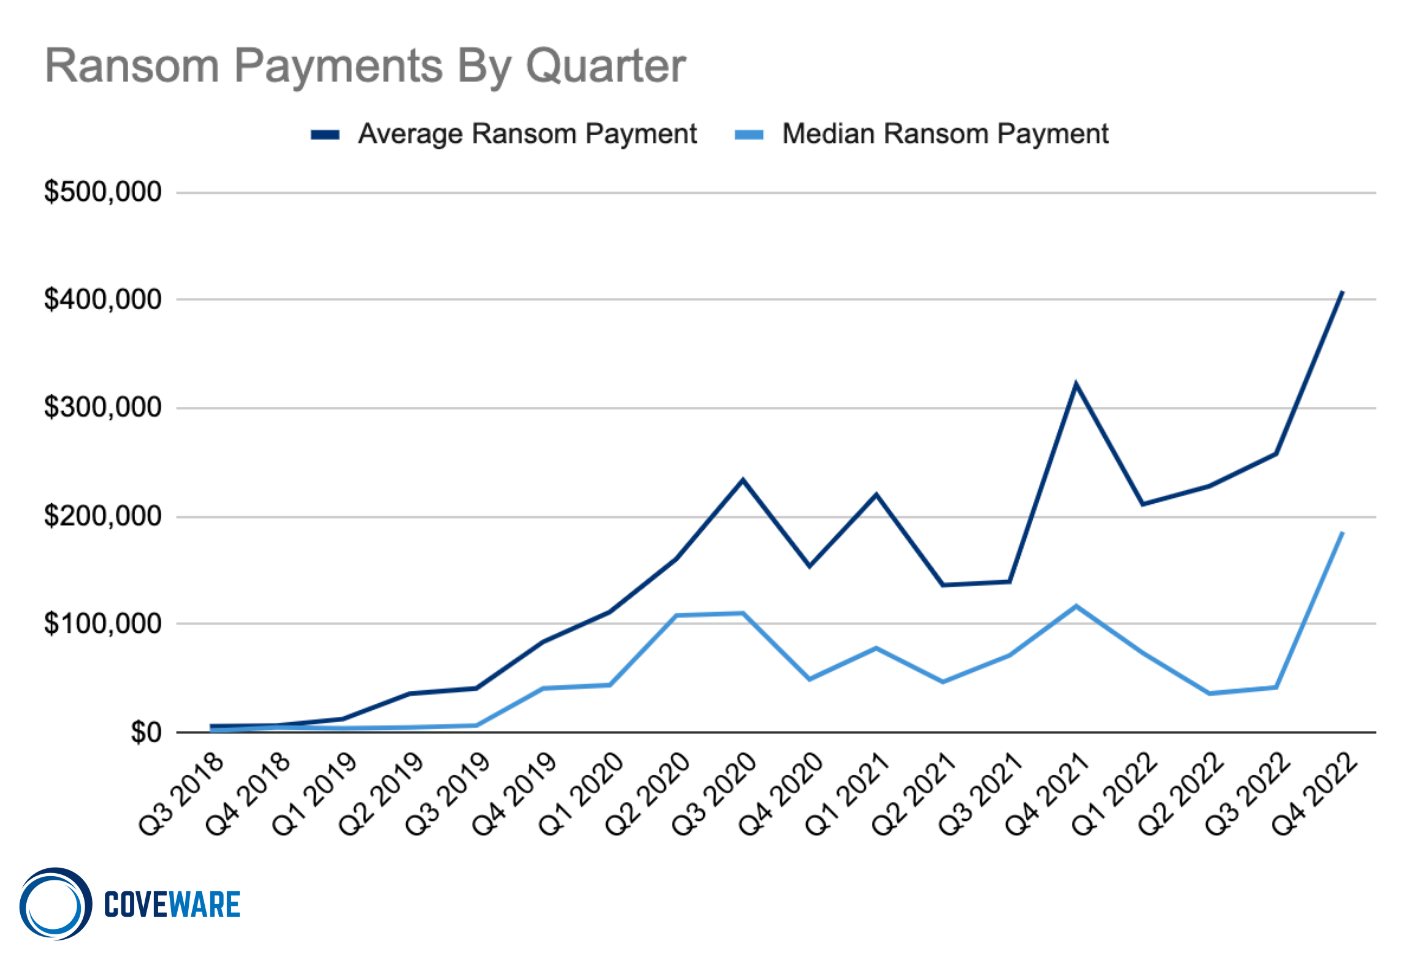 Ransom Payments By Quarter
Average Ransom Payment
Median Ransom Payment
$500,000
$400,000
$300,000
$200,000
$100,000
$0
Q3 2018
Q4 2018
Q1 2019
Q2 2019
Q3 2019
Q4 2019
Q1 2020
Q2 2020
Q3 2020
Q4 2020
Q1 2021
Q2 2021
Q3 2021
Q4 2021
Q1 2022
Q2 2022
Q3 2022
Q4 2022
COVEWARE